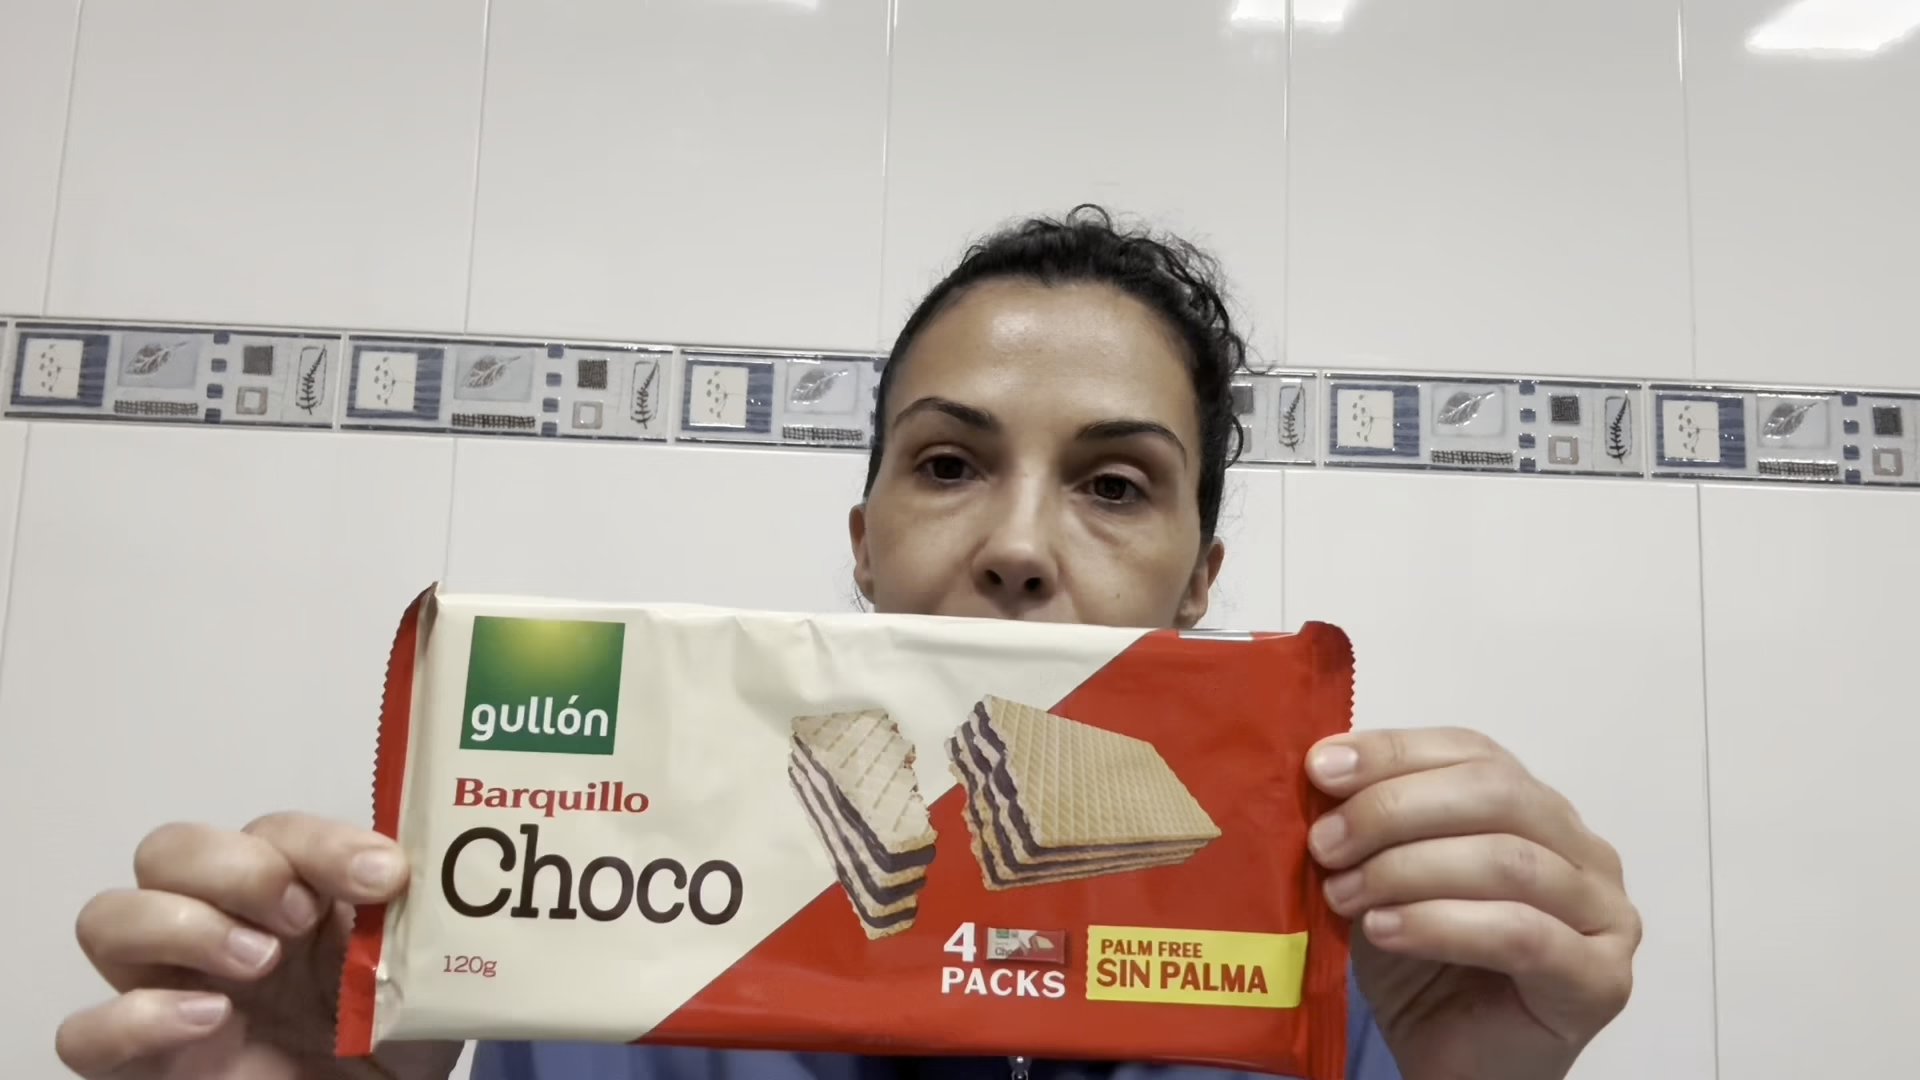 gullón
Barquillo
Choco
120g
4
PACKS
PALM FREE
SIN PALMA